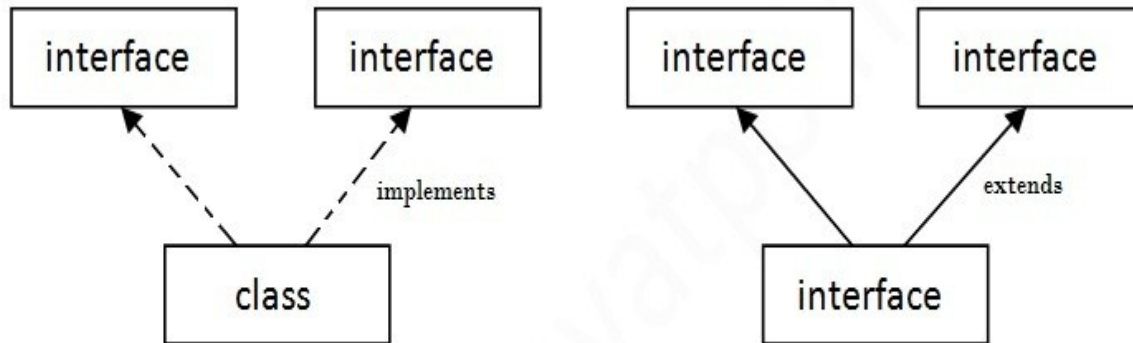 interface interface interface interface
implements extends
class interface